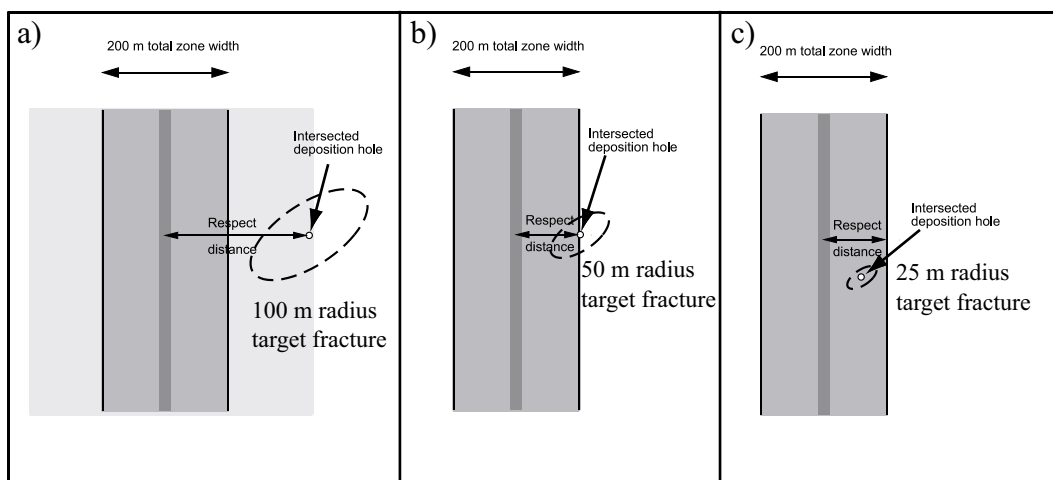 a)
200 m total zone width
Intersected
deposition hole
Respect
distance
100 m radius
target fracture
b)
200 m total zone width
Intersected
deposition hole
Respect
distance
50 m radius
target fracture
c)
200 m total zone width
Intersected
deposition hole
Respect
distance
25 m radius
target fracture